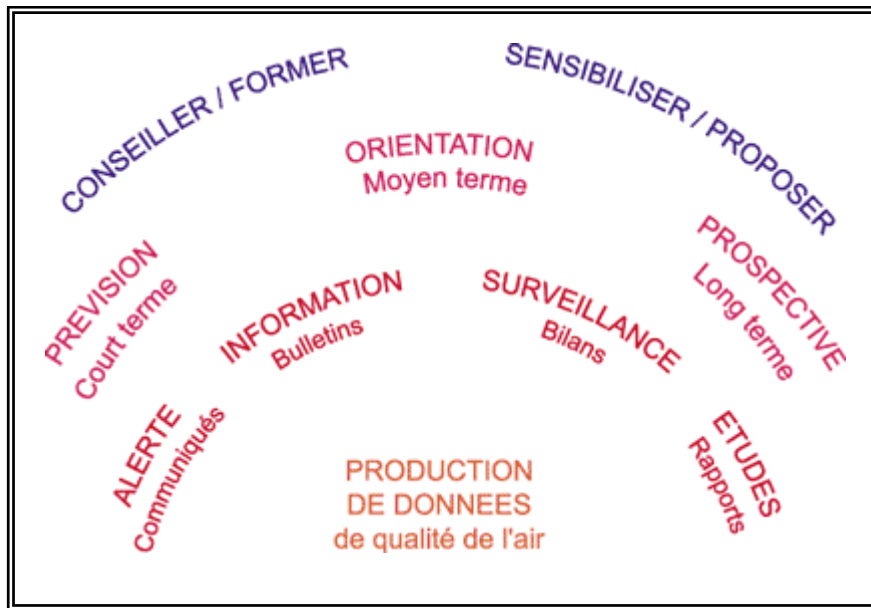 CONSEILLER / FORMER
SENSIBILISER / PROPOSER
ORIENTATION
Moyen terme
PREVISION
Court terme
PROSPECTIVE
Long terme
INFORMATION
Bulletins
SURVEILLANCE
Bilans
ALERTE
Communiqués
ETUDES
Rapports
PRODUCTION
DE DONNEES
de qualité de l'air